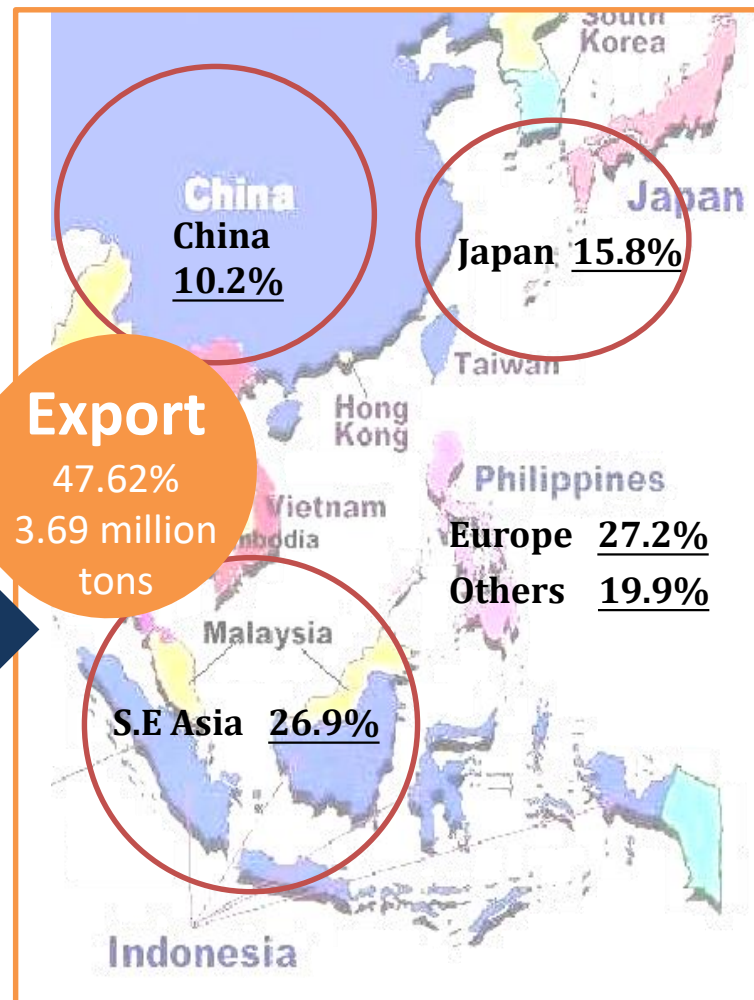 South
Korea
China
Japan
China
10.2%
Japan 15.8%
Taiwan
Export
47.62%
3.69 million
tons
Hong
Kong
Vietnam
Philippines
Europe 27.2%
Others 19.9%
Malaysia
S.E Asia 26.9%
Indonesia